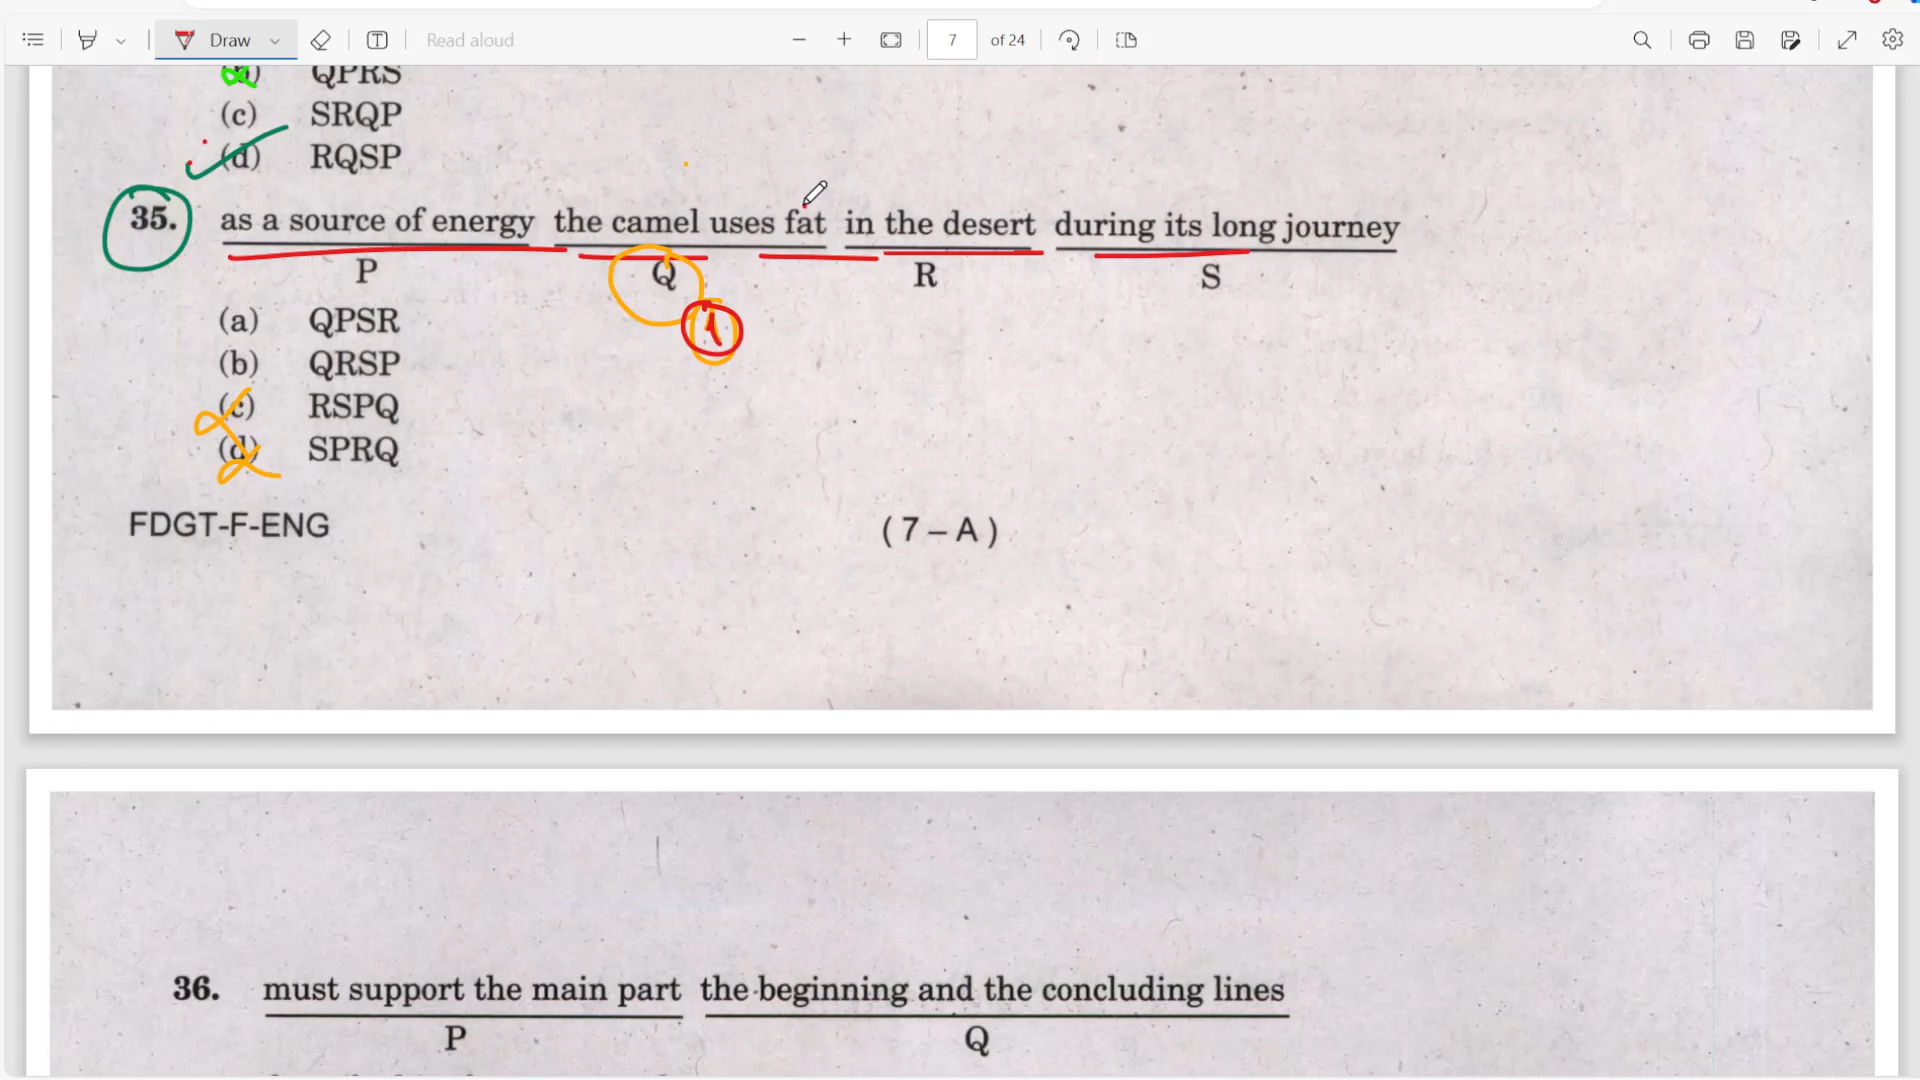 Draw
Read aloud
7 of 24
QPRS
(c) SRQP
(d) RQSP
35. as a source of energy the camel uses fat in the desert during its long journey
P Q R S
1
(a) QPSR
(b) QRSP
(c) RSPQ
(d) SPRQ
FDGT-F-ENG ( 7 – A )
36. must support the main part the beginning and the concluding lines
P Q